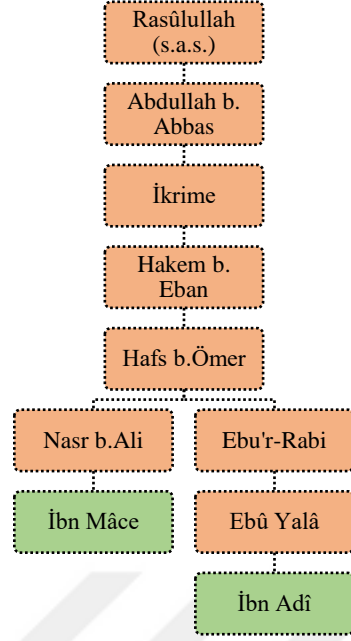 Rasûlullah
(s.a.s.)
Abdullah b.
Abbas
İkrime
Hakem b.
Eban
Hafs b.Ömer
Nasr b.Ali
Ebu'r-Rabi
İbn Mâce
Ebû Yalâ
İbn Adî